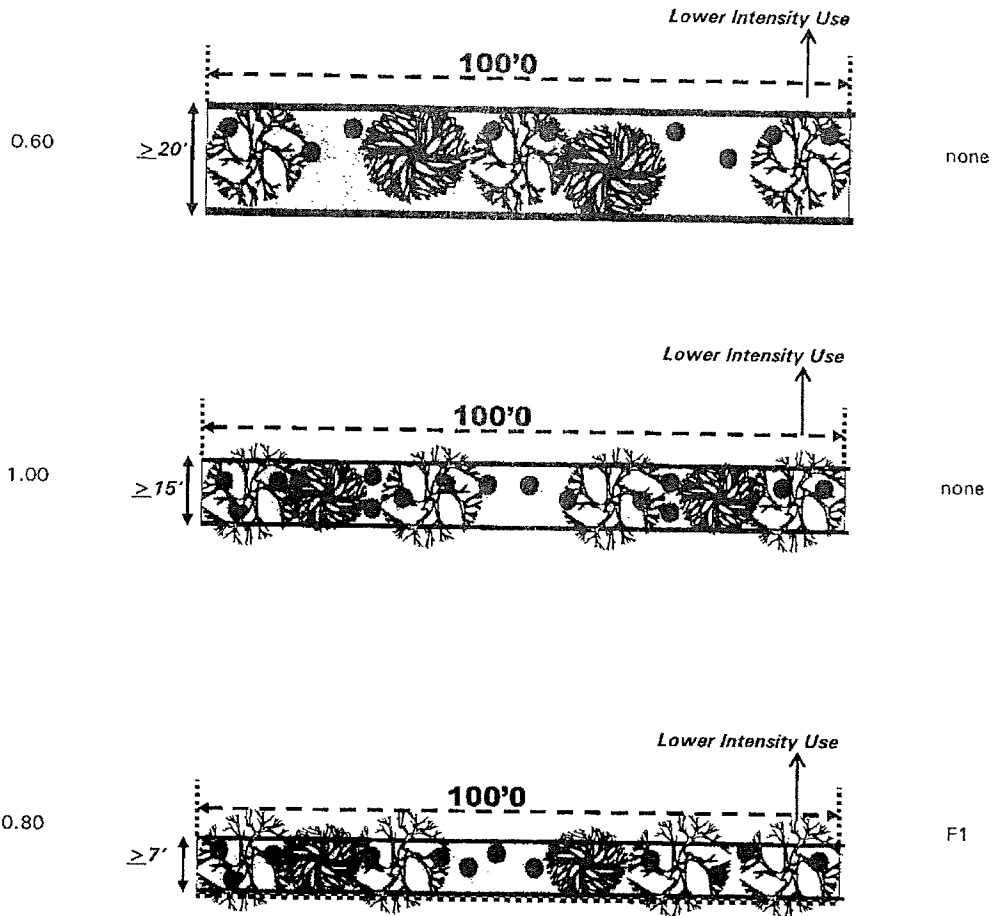 Lower Intensity Use
100'0
0.60
≥20'
none
Lower Intensity Use
100'0
1.00
≥15'
none
Lower Intensity Use
100'0
0.80
≥7'
F1